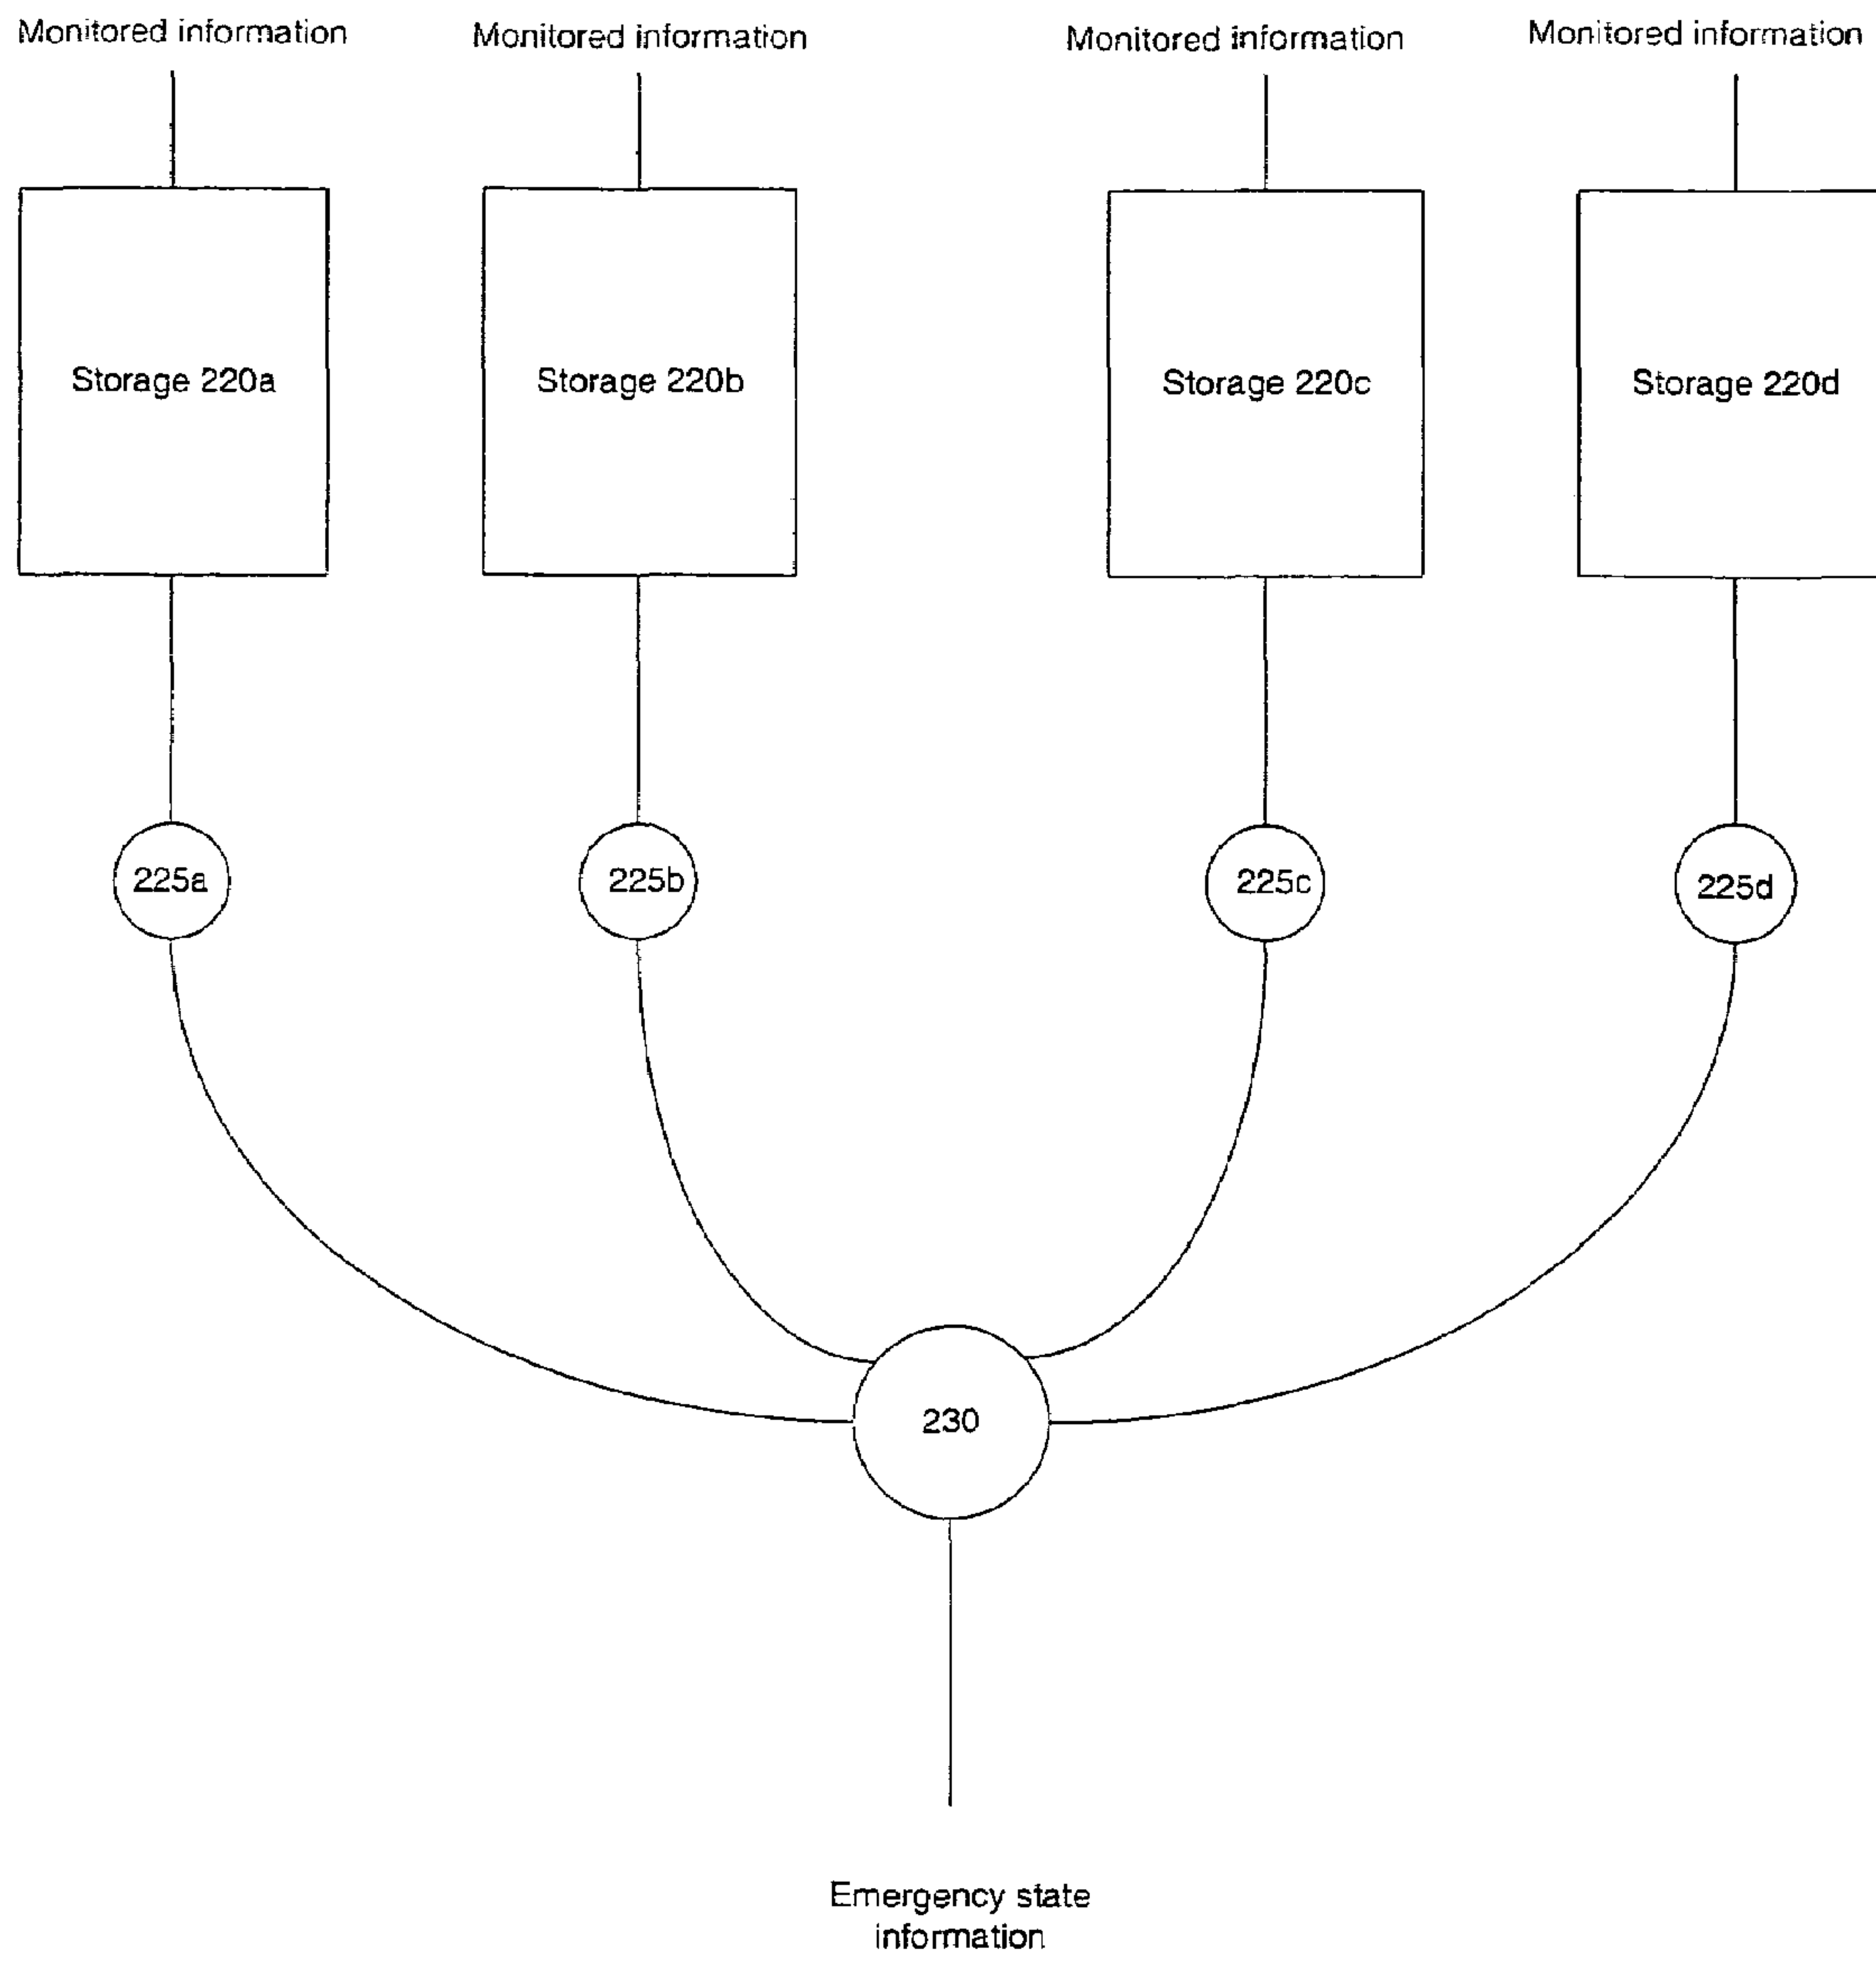 Monitored information
Monitored information
Monitored information
Monitored information
Storage 220a
Storage 220b
Storage 220c
Storage 220d
225a
225b
225c
225d
230
Emergency state
information